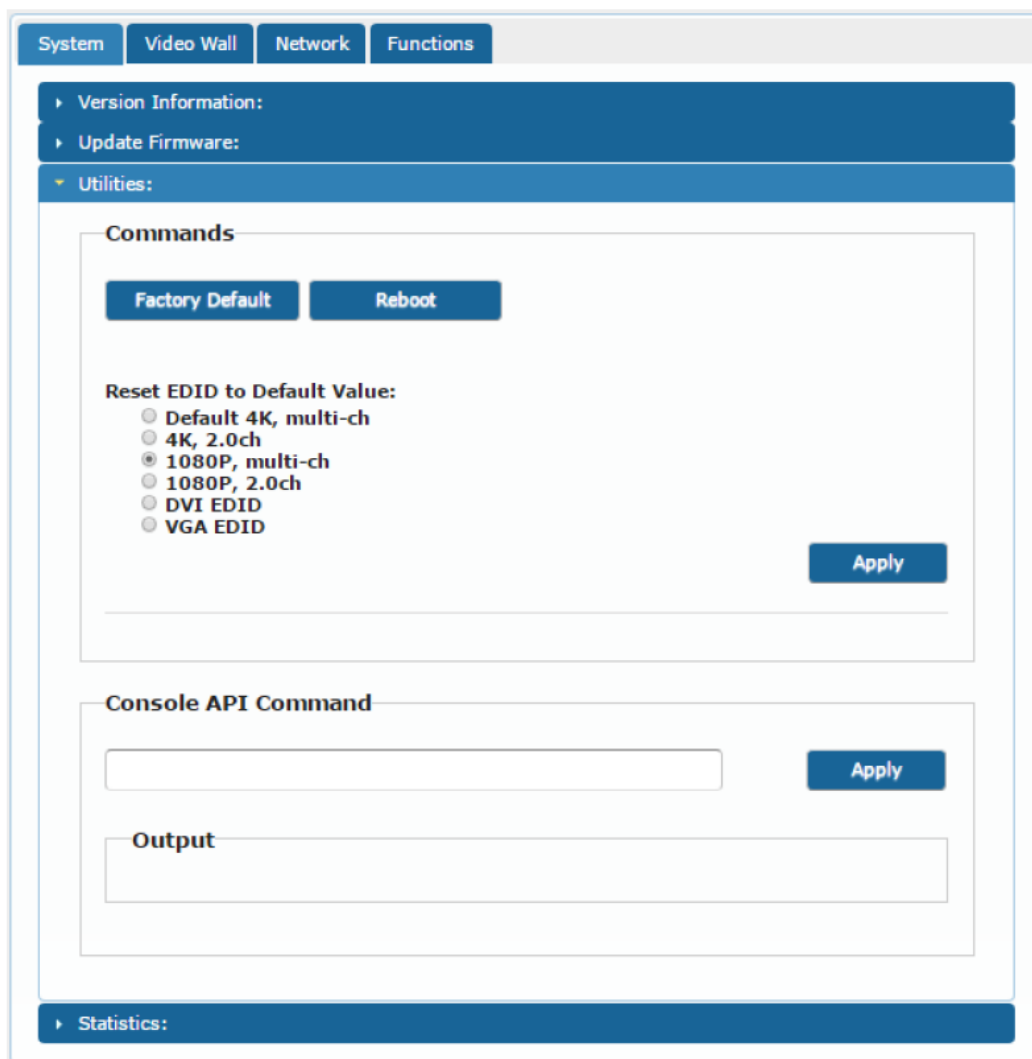 System Video Wall Network Functions
Version Information:
Update Firmware:
Utilities:
Commands
Factory Default Reboot
Reset EDID to Default Value:
Default 4K, multi-ch
4K, 2.0ch
1080P, multi-ch
1080P, 2.0ch
DVI EDID
VGA EDID
Apply
Console API Command
Apply
Output
Statistics: